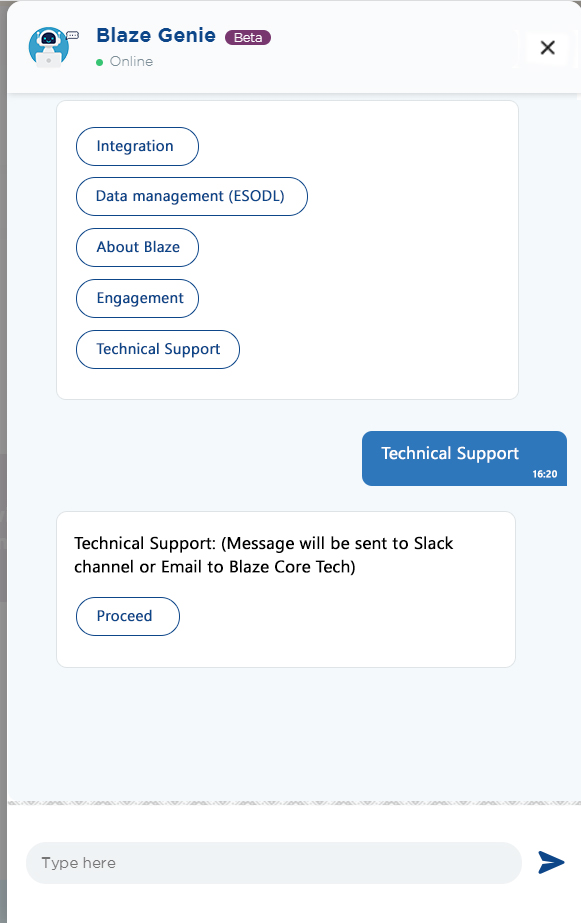 Blaze Genie Beta
Online
Integration
Data management (ESODL)
About Blaze
Engagement
Technical Support
Technical Support
16:20
Technical Support: (Message will be sent to Slack
channel or Email to Blaze Core Tech)
Proceed
Type here